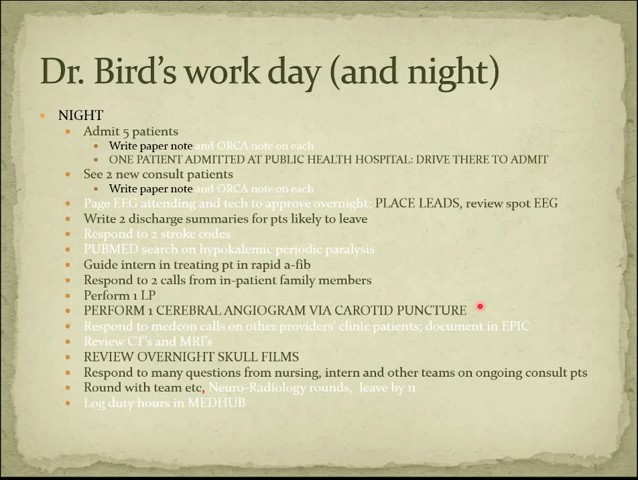 Dr. Bird's work day (and night)
NIGHT
Admit 5 patients
Write paper note and ORCA note on each
ONE PATIENT ADMITTED AT PUBLIC HEALTH HOSPITAL: DRIVE THERE TO ADMIT
See 2 new consult patients
Write paper note and ORCA note on each
Page EEG attending and tech to approve overnight; PLACE LEADS, review spot EEG
Write 2 discharge summaries for pts likely to leave
Respond to 2 stroke codes
PUBMED search on hypokalemic periodic paralysis
Guide intern in treating pt in rapid a-fib
Respond to 2 calls from in-patient family members
Perform 1 LP
PERFORM 1 CEREBRAL ANGIOGRAM VIA CAROTID PUNCTURE
Respond to medcon calls on other providers' clinic patients; document in EPIC
Review CT's and MRI's
REVIEW OVERNIGHT SKULL FILMS
Respond to many questions from nursing, intern and other teams on ongoing consult pts
Round with team etc, Neuro-Radiology rounds, leave by 11
Log duty hours in MEDHUB